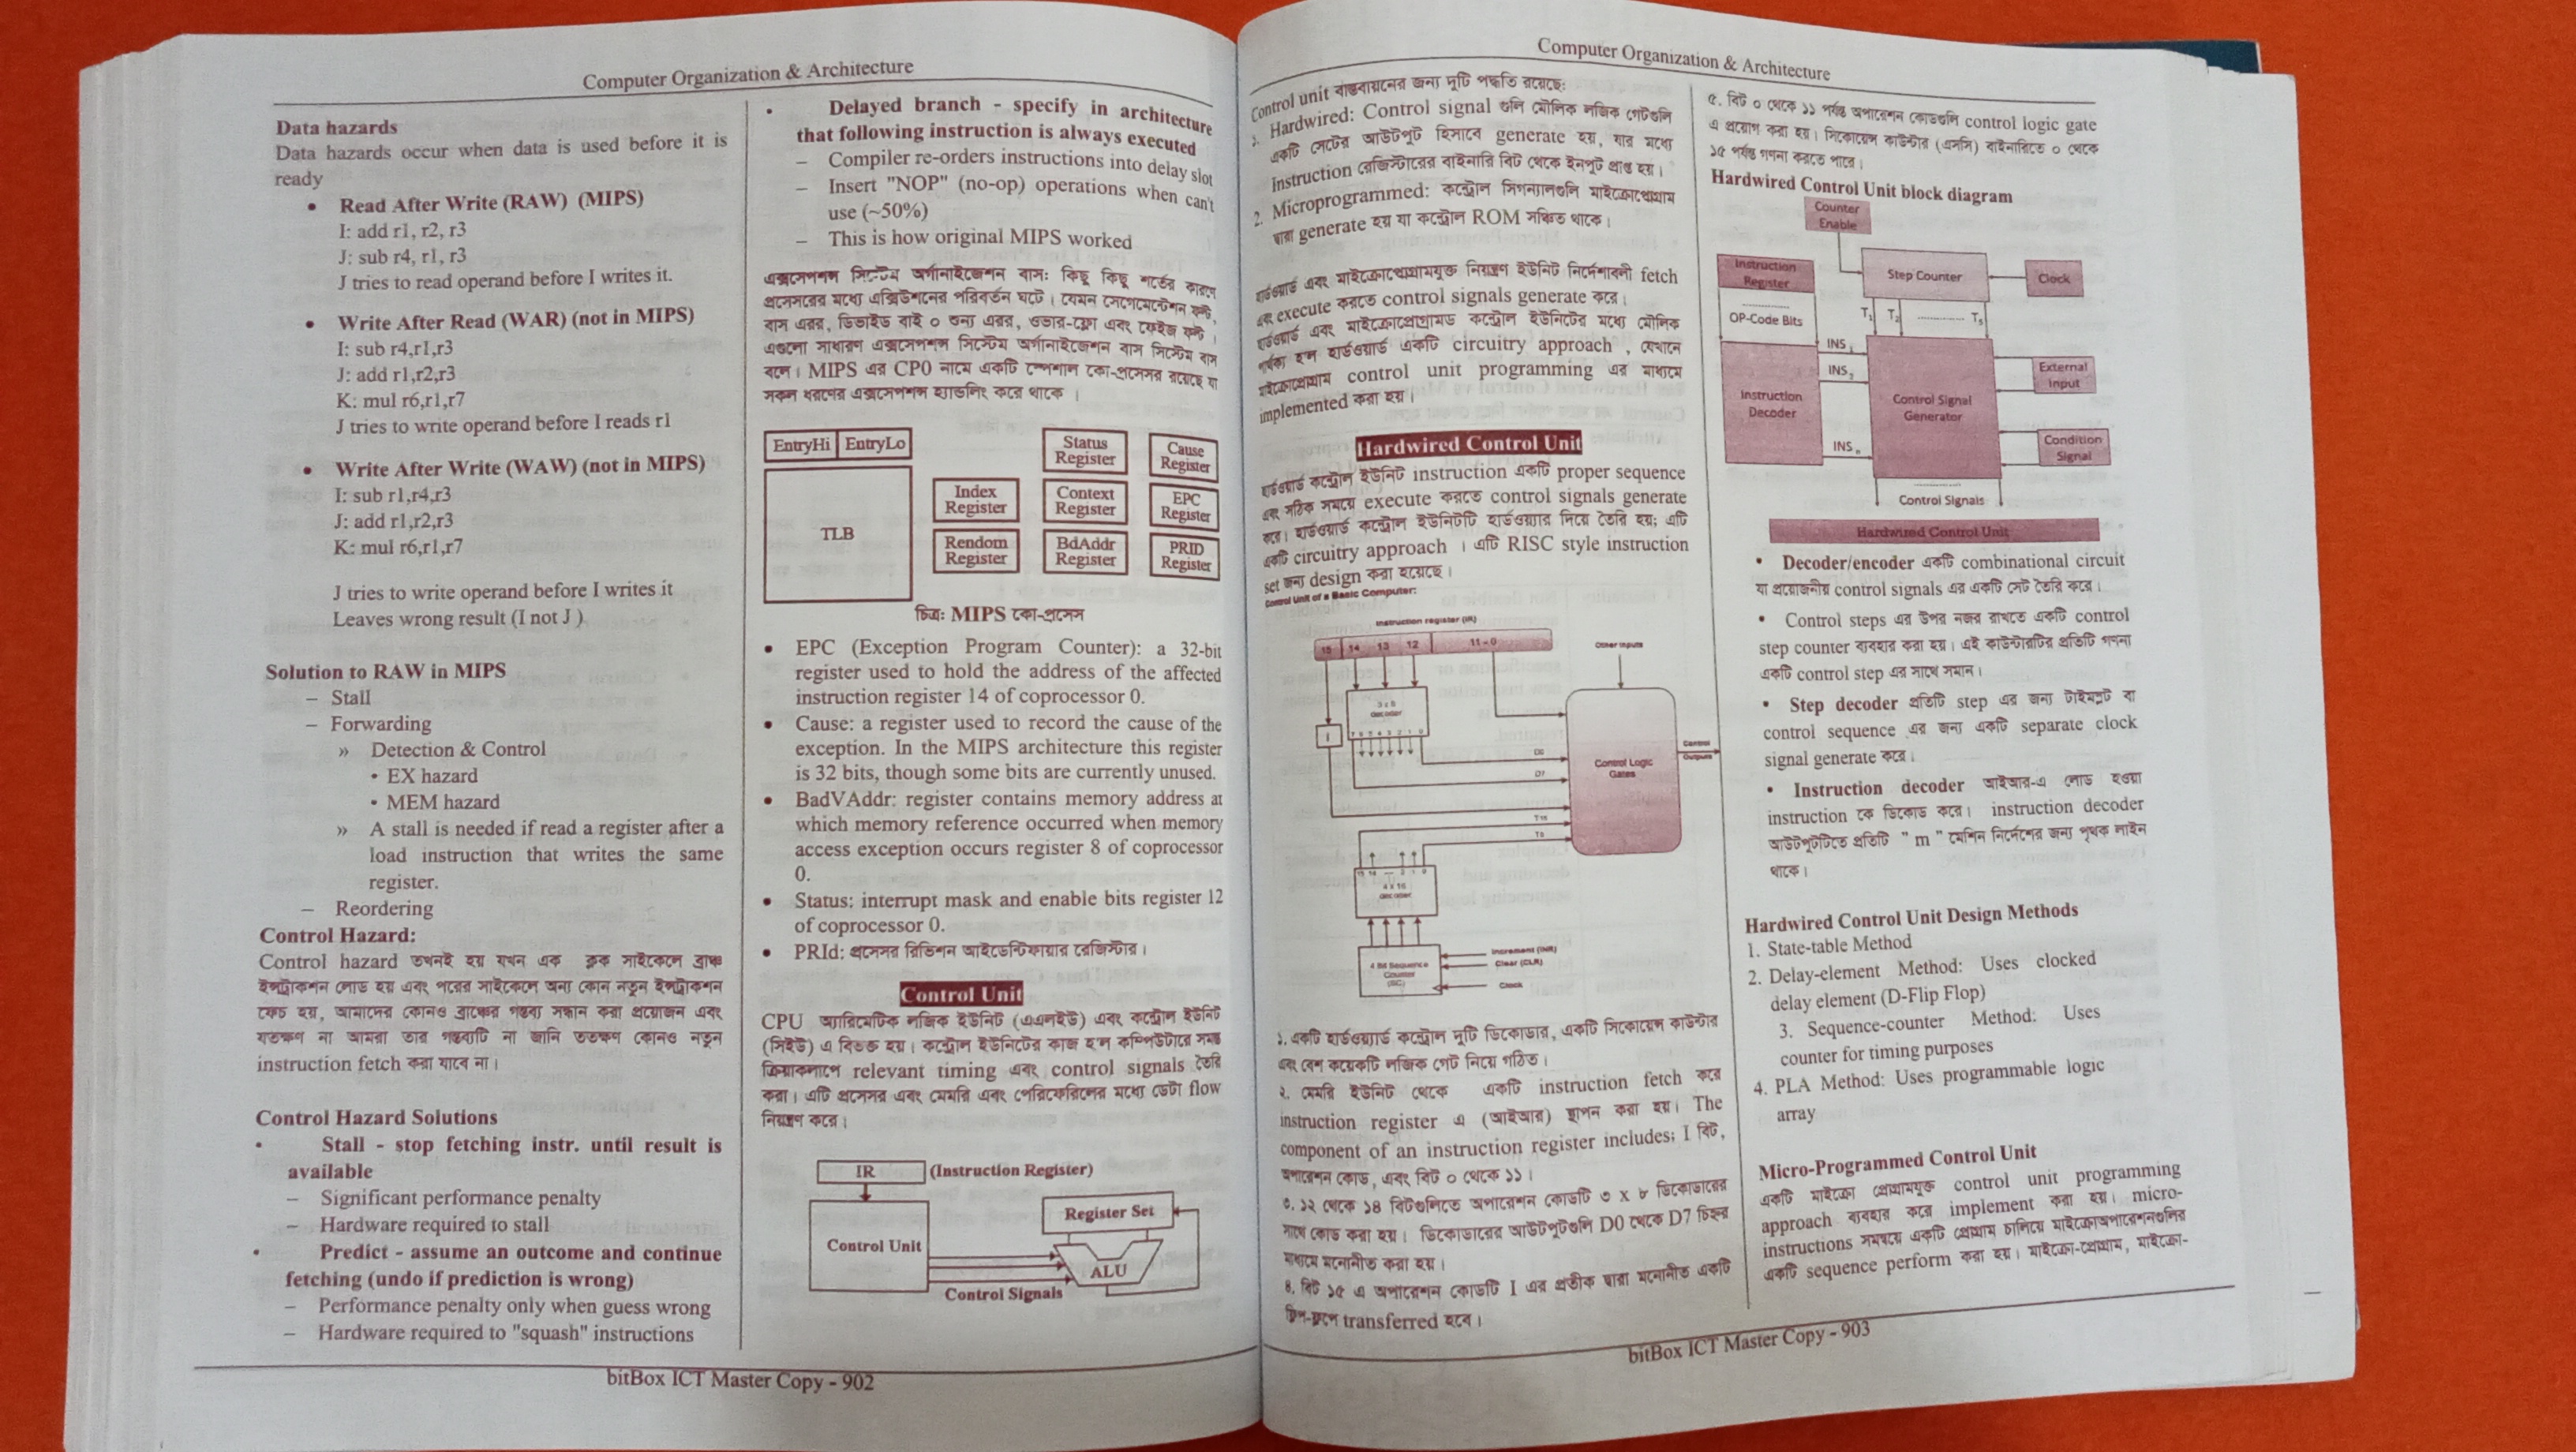 Computer Organization & Architecture
Data hazards
Data hazards occur when data is used before it is
ready
• Read After Write (RAW) (MIPS)
I: add r1, r2, r3
J: sub r4, r1, r3
J tries to read operand before I writes it.
• Write After Read (WAR) (not in MIPS)
I: sub r4,r1,r3
J: add r1,r2,r3
K: mul r6,r1,r7
J tries to write operand before I reads r1
• Write After Write (WAW) (not in MIPS)
I: sub r1,r4,r3
J: add r1,r2,r3
K: mul r6,r1,r7
J tries to write operand before I writes it
Leaves wrong result (I not J )
Solution to RAW in MIPS
– Stall
– Forwarding
» Detection & Control
• EX hazard
• MEM hazard
» A stall is needed if read a register after a
load instruction that writes the same
register.
– Reordering
Control Hazard:
Control hazard তখনই হয় যখন এক ক্লক সাইকেলে ব্রাঞ্চ
ইন্সট্রাকশন লোড হয় এবং পরের সাইকেলে অন্য কোন নতুন ইন্সট্রাকশন
ফেচ হয়, আমাদের কোনও ব্রাঞ্চের গন্তব্য সন্ধান করা প্রয়োজন এবং
যতক্ষণ না আমরা তার গন্তব্যটি না জানি ততক্ষণ কোনও নতুন
instruction fetch করা যাবে না।
Control Hazard Solutions
• Stall - stop fetching instr. until result is
available
– Significant performance penalty
– Hardware required to stall
• Predict - assume an outcome and continue
fetching (undo if prediction is wrong)
– Performance penalty only when guess wrong
– Hardware required to "squash" instructions
• Delayed branch - specify in architecture
that following instruction is always executed
– Compiler re-orders instructions into delay slot
– Insert "NOP" (no-op) operations when can't
use (~50%)
– This is how original MIPS worked
এক্সসেপশন্স সিস্টেম অর্গানাইজেশন বাস: কিছু কিছু শর্তের কারণে
প্রসেসরের মধ্যে এক্সিউশনের পরিবর্তন ঘটে। যেমন সেগেমেন্টেশন ফল্ট,
বাস এরর, ডিভাইড বাই ০ শুন্য এরর, ওভার-ফ্লো এবং ফেইজ ফল্ট।
এগুলো সাধারণ এক্সসেপশন্স সিস্টেম অর্গানাইজেশন বাস সিস্টেম বাস
বলে। MIPS এর CP0 নামে একটি স্পেশাল কো-প্রসেসর রয়েছে যা
সকল ধরণের এক্সসেপশন্স হ্যান্ডলিং করে থাকে ।
EntryHi EntryLo
Status Register
Cause Register
TLB
Index Register
Context Register
EPC Register
Rendom Register
BdAddr Register
PRID Register
চিত্র: MIPS কো-প্রসেস
• EPC (Exception Program Counter): a 32-bit
register used to hold the address of the affected
instruction register 14 of coprocessor 0.
• Cause: a register used to record the cause of the
exception. In the MIPS architecture this register
is 32 bits, though some bits are currently unused.
• BadVAddr: register contains memory address at
which memory reference occurred when memory
access exception occurs register 8 of coprocessor
0.
• Status: interrupt mask and enable bits register 12
of coprocessor 0.
• PRId: প্রসেসর রিভিশন আইডেন্টিফায়ার রেজিস্টার।
Control Unit
CPU অ্যারিমেটিক লজিক ইউনিট (এএলইউ) এবং কন্ট্রোল ইউনিট
(সিইউ) এ বিভক্ত হয়। কন্ট্রোল ইউনিটের কাজ হ'ল কম্পিউটারে সমস্ত
ক্রিয়াকলাপে relevant timing এবং control signals তৈরি
করা। এটি প্রসেসর এবং মেমরি এবং পেরিফেরিলের মধ্যে ডেটা flow
নিয়ন্ত্রণ করে।
IR (Instruction Register)
Register Set
Control Unit
ALU
Control Signals
bitBox ICT Master Copy - 902
Computer Organization & Architecture
Control unit বাস্তবায়নের জন্য দুটি পদ্ধতি রয়েছে:
1. Hardwired: Control signal গুলি মৌলিক লজিক গেটগুলি
একটি সেটের আউটপুট হিসাবে generate হয়, যার মধ্যে
Instruction রেজিস্টারের বাইনারি বিট থেকে ইনপুট প্রাপ্ত হয়।
2. Microprogrammed: কন্ট্রোল সিগন্যালগুলি মাইক্রোপ্রোগ্রাম
দ্বারা generate হয় যা কন্ট্রোল ROM সঞ্চিত থাকে।
হার্ডওয়ার্ড এবং মাইক্রোপ্রোগ্রামযুক্ত নিয়ন্ত্রণ ইউনিট নির্দেশাবলী fetch
এবং execute করতে control signals generate করে।
হার্ডওয়ার্ড এবং মাইক্রোপ্রোগ্রামড কন্ট্রোল ইউনিটের মধ্যে মৌলিক
পার্থক্য হ'ল হার্ডওয়ার্ড একটি circuitry approach , যেখানে
মাইক্রোপ্রোগ্রাম control unit programming এর মাধ্যমে
implemented করা হয়।
Hardwired Control Unit
হার্ডওয়ার্ড কন্ট্রোল ইউনিট instruction একটি proper sequence
এবং সঠিক সময়ে execute করতে control signals generate
করে। হার্ডওয়ার্ড কন্ট্রোল ইউনিটটি হার্ডওয়্যার দিয়ে তৈরি হয়; এটি
একটি circuitry approach । এটি RISC style instruction
set জন্য design করা হয়েছে।
Control Unit of a Basic Computer:
Instruction register (IR)
15 14 13 12 11 - 0
Other inputs
3 x 8 decoder
7 6 5 4 3 2 1 0
I
D0
D7
Control Logic Gates
Control Outputs
T15
T0
15 14 — 2 1 0
4 x 16 decoder
4 Bit Sequence Counter (SC)
Increment (INR)
Clear (CLR)
Clock
১. একটি হার্ডওয়্যার্ড কন্ট্রোল দুটি ডিকোডার, একটি সিকোয়েন্স কাউন্টার
এবং বেশ কয়েকটি লজিক গেট নিয়ে গঠিত।
২. মেমরি ইউনিট থেকে একটি instruction fetch করে
instruction register এ (আইআর) স্থাপন করা হয়। The
component of an instruction register includes; I বিট,
অপারেশন কোড, এবং বিট ০ থেকে ১১।
৩. ১২ থেকে ১৪ বিটগুলিতে অপারেশন কোডটি ৩ x ৮ ডিকোডারের
সাথে কোড করা হয়। ডিকোডারের আউটপুটগুলি D0 থেকে D7 চিহ্নর
মাধ্যমে মনোনীত করা হয়।
৪. বিট ১৫ এ অপারেশন কোডটি I এর প্রতীক দ্বারা মনোনীত একটি
ফ্লিপ-ফ্লপে transferred হবে।
৫. বিট ০ থেকে ১১ পর্যন্ত অপারেশন কোডগুলি control logic gate
এ প্রয়োগ করা হয়। সিকোয়েন্স কাউন্টার (এসসি) বাইনারিতে ০ থেকে
১৫ পর্যন্ত গণনা করতে পারে।
Hardwired Control Unit block diagram
Counter Enable
Instruction Register
Step Counter
Clock
OP-Code Bits
T1 T2 ............... Ts
INS1
INS2
INSn
Instruction Decoder
Control Signal Generator
External Input
Condition Signal
Control Signals
Hardwired Control Unit
• Decoder/encoder একটি combinational circuit
যা প্রয়োজনীয় control signals এর একটি সেট তৈরি করে।
• Control steps এর উপর নজর রাখতে একটি control
step counter ব্যবহার করা হয়। এই কাউন্টারটির প্রতিটি গণনা
একটি control step এর সাথে সমান।
• Step decoder প্রতিটি step এর জন্য টাইমস্লট বা
control sequence এর জন্য একটি separate clock
signal generate করে।
• Instruction decoder আইআর-এ লোড হওয়া
instruction কে ডিকোড করে। instruction decoder
আউটপুটটিতে প্রতিটি " m " মেশিন নির্দেশের জন্য পৃথক লাইন
থাকে।
Hardwired Control Unit Design Methods
1. State-table Method
2. Delay-element Method: Uses clocked
delay element (D-Flip Flop)
3. Sequence-counter Method: Uses
counter for timing purposes
4. PLA Method: Uses programmable logic
array
Micro-Programmed Control Unit
একটি মাইক্রো প্রোগ্রামযুক্ত control unit programming
approach ব্যবহার করে implement করা হয়। micro-
instructions সমন্বয়ে একটি প্রোগ্রাম চালিয়ে মাইক্রোঅপারেশনগুলির
একটি sequence perform করা হয়। মাইক্রো-প্রোগ্রাম, মাইক্রো-
bitBox ICT Master Copy - 903